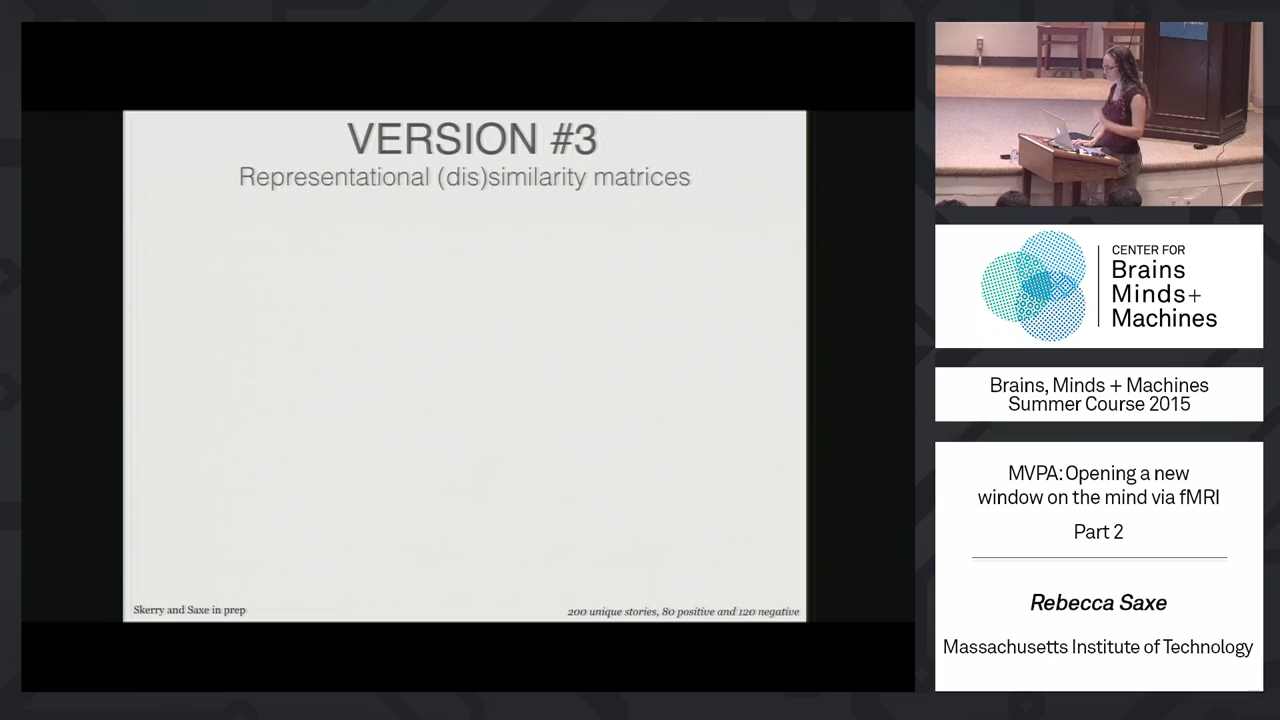 VERSION #3
Representational (dis)similarity matrices
Skerry and Saxe in prep
200 unique stories, 80 positive and 120 negative
CENTER FOR
Brains
Minds+
Machines
Brains, Minds + Machines
Summer Course 2015
MVPA: Opening a new
window on the mind via fMRI
Part 2
Rebecca Saxe
Massachusetts Institute of Technology